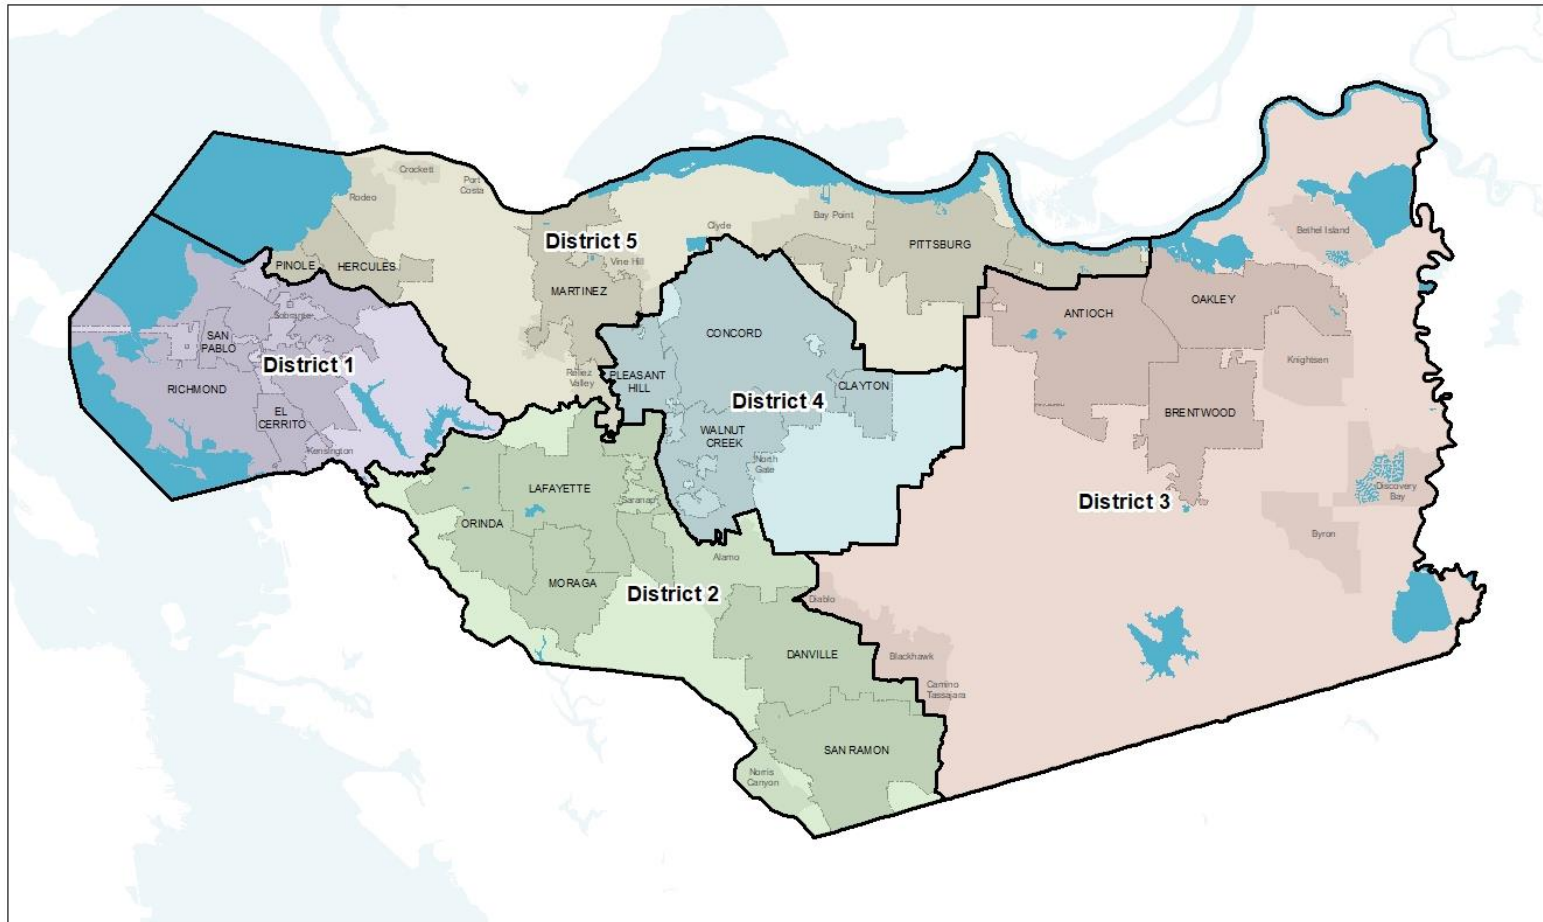 Crockett
Port
Costa
Rodeo
Clyde
Bay Point
Bethel Island
District 5
PITTSBURG
Vine Hill
PINOLE
HERCULES
MARTINEZ
OAKLEY
ANTIOCH
Sobrante
SAN
PABLO
CONCORD
District 1
Knightsen
Reliez
Valley
PLEASANT
HILL
CLAYTON
RICHMOND
District 4
BRENTWOOD
EL
CERRITO
WALNUT
CREEK
Kensington
North
Gate
LAFAYETTE
Saranap
Discovery
Bay
District 3
ORINDA
Byron
Alamo
MORAGA
District 2
Diablo
DANVILLE
Blackhawk
Camino
Tassajara
SAN RAMON
Norris
Canyon